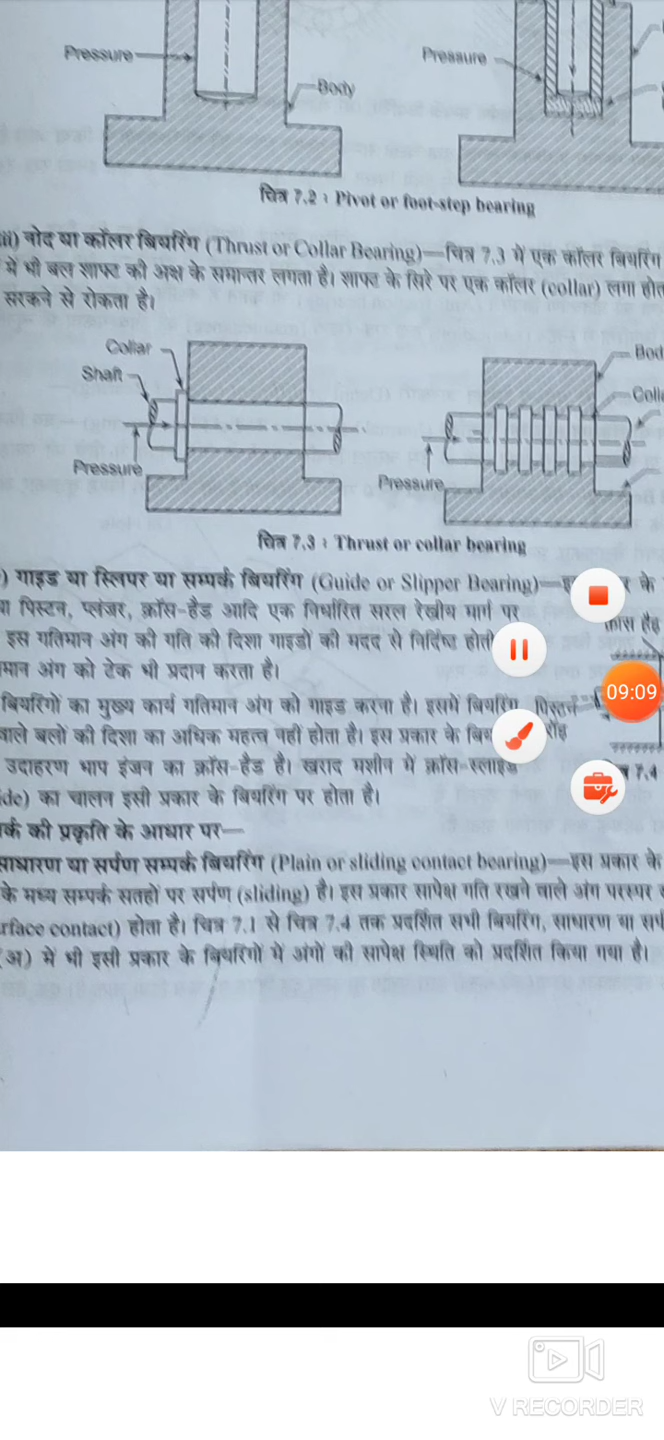 Pressure
Pressure
Body
चित्र 7.2 : Pivot or foot-step bearing
iii) नोद या कॉलर बियरिंग (Thrust or Collar Bearing)—चित्र 7.3 में एक कॉलर बियरिंग
में भी बल शाफ्ट की अक्ष के समान्तर लगता है। शाफ्ट के सिरे पर एक कॉलर (collar) लगा होत
सरकने से रोकता है।
Collar
Shaft
Pressure
Bod
Colla
Pressure
चित्र 7.3 : Thrust or collar bearing
) गाइड या स्लिपर या सम्पर्क बियरिंग (Guide or Slipper Bearing)—इ र के
ा पिस्टन, प्लंजर, क्रॉस-हैड आदि एक निर्धारित सरल रेखीय मार्ग पर
क्रॉस हैड
इस गतिमान अंग की गति की दिशा गाइडों की मदद से निर्दिष्ट होती
मान अंग को टेक भी प्रदान करता है।
09:09
बियरिंगों का मुख्य कार्य गतिमान अंग को गाइड करना है। इसमें बियरिंग
पिस्टन
रॉड
वाले बलों की दिशा का अधिक महत्व नहीं होता है। इस प्रकार के बिय
उदाहरण भाप इंजन का क्रॉस-हैड है। खराद मशीन में क्रॉस-स्लाइड
7.4
ide) का चालन इसी प्रकार के बियरिंग पर होता है।
र्क की प्रकृति के आधार पर—
साधारण या सर्पण सम्पर्क बियरिंग (Plain or sliding contact bearing)—इस प्रकार के
के मध्य सम्पर्क सतहों पर सर्पण (sliding) है। इस प्रकार सापेक्ष गति रखने वाले अंग परस्पर
rface contact) होता है। चित्र 7.1 से चित्र 7.4 तक प्रदर्शित सभी बियरिंग, साधारण या सर्प
(अ) में भी इसी प्रकार के बियरिंगों में अंगों की सापेक्ष स्थिति को प्रदर्शित किया गया है।
V RECORDER